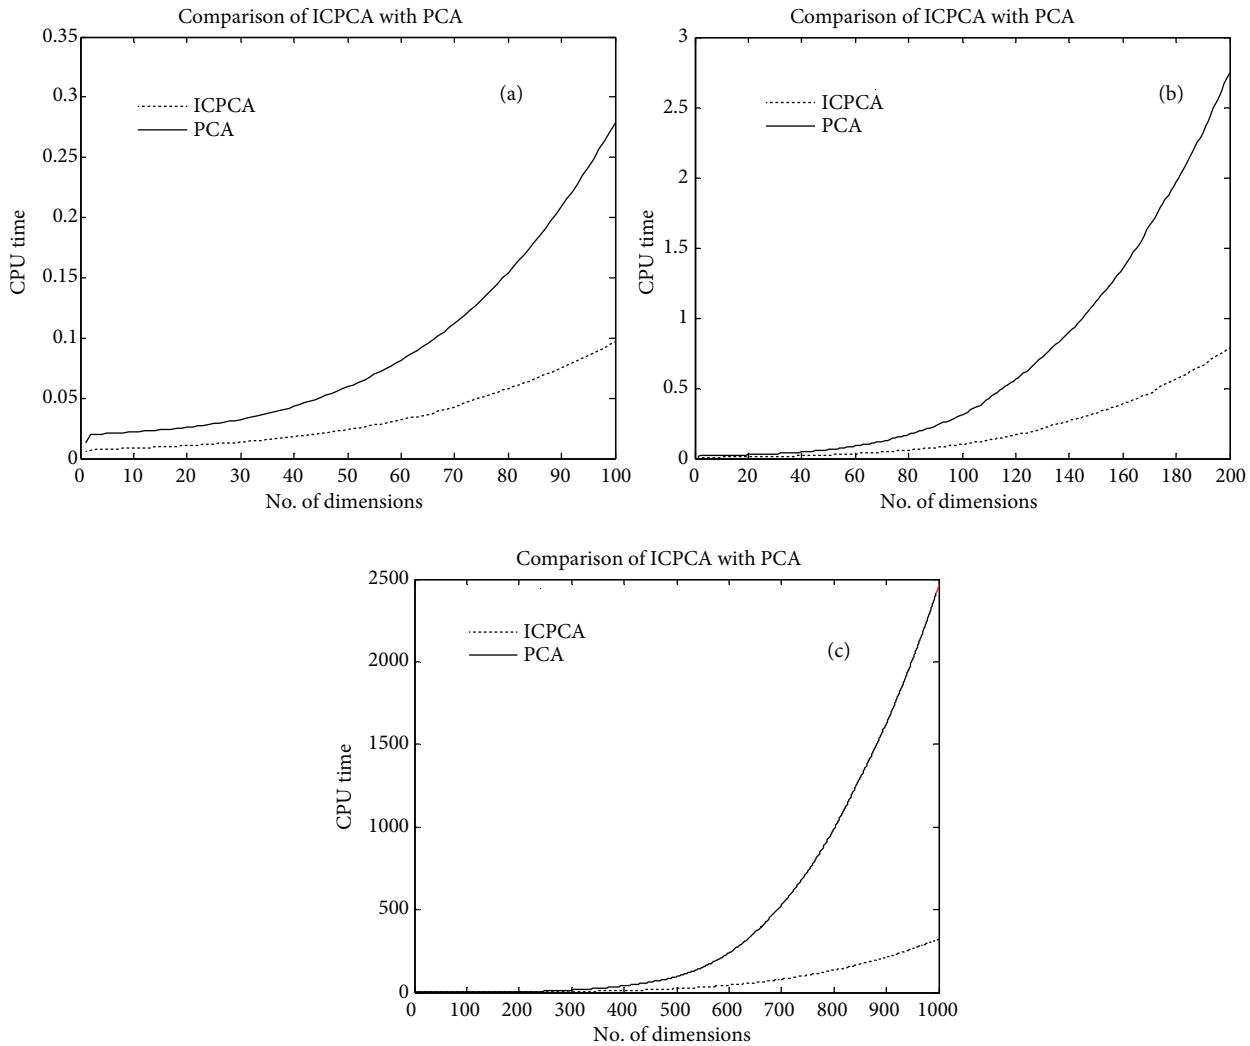 Comparison of ICPCA with PCA
0.35
0.3
0.25
0.2
0.15
0.1
0.05
0
CPU time
ICPCA
PCA
(a)
0 10 20 30 40 50 60 70 80 90 100
No. of dimensions
Comparison of ICPCA with PCA
3
2.5
2
1.5
1
0.5
0
CPU time
ICPCA
PCA
(b)
0 20 40 60 80 100 120 140 160 180 200
No. of dimensions
Comparison of ICPCA with PCA
2500
2000
1500
1000
500
0
CPU time
ICPCA
PCA
(c)
0 100 200 300 400 500 600 700 800 900 1000
No. of dimensions